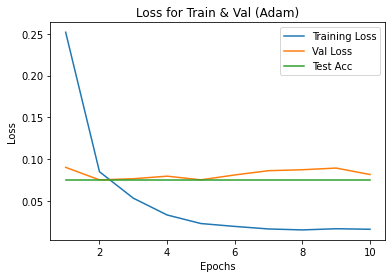 Loss for Train & Val (Adam)
Training Loss
Val Loss
Test Acc
Loss
0.25
0.20
0.15
0.10
0.05
2
4
6
8
10
Epochs